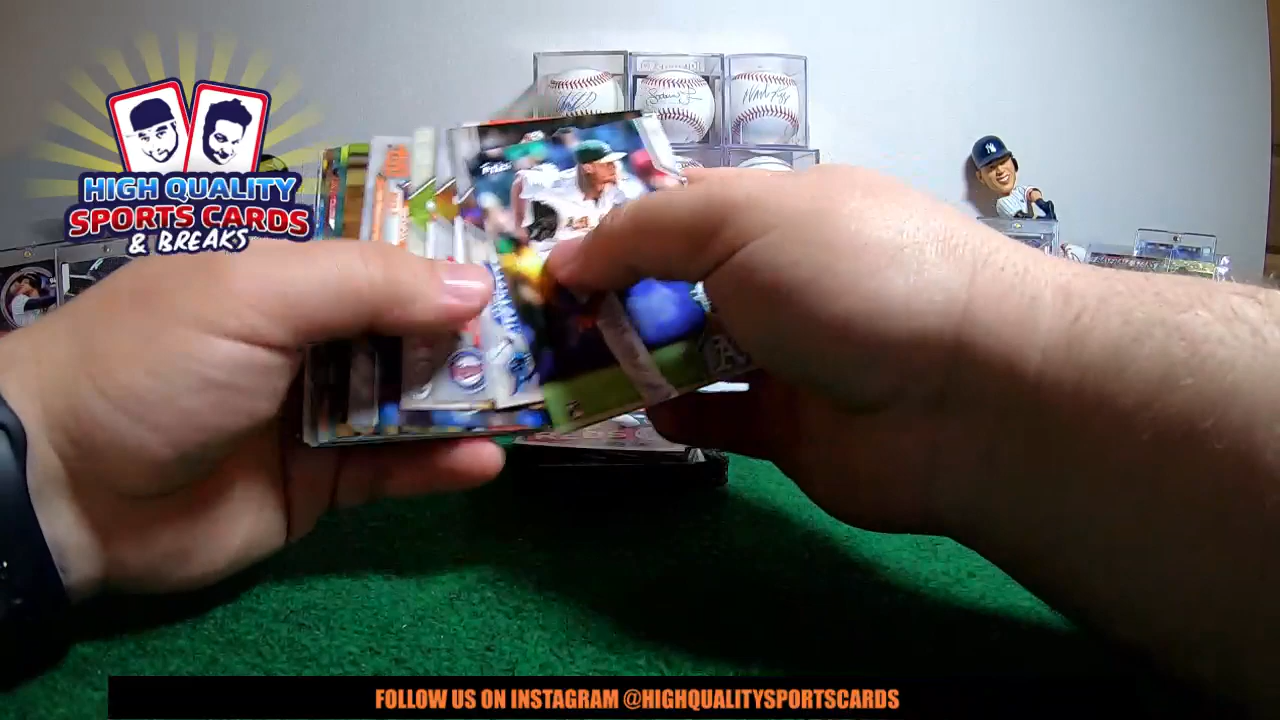 HIGH QUALITY
SPORTS CARDS
& BREAKS
FOLLOW US ON INSTAGRAM @HIGHQUALITYSPORTSCARDS